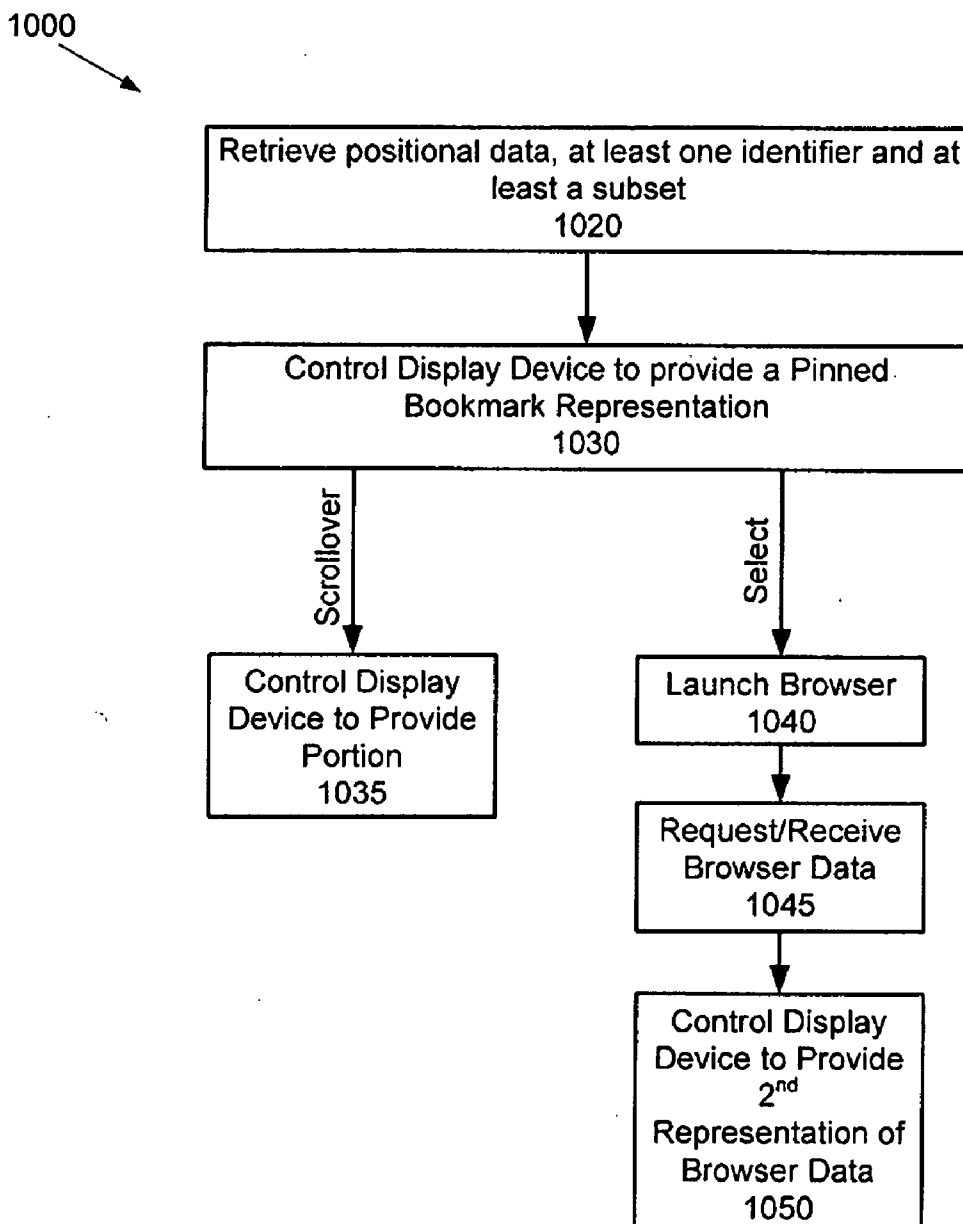 1000
Retrieve positional data, at least one identifier and at
least a subset
1020
Control Display Device to provide a Pinned
Bookmark Representation
1030
Scrollover
Select
Control Display
Device to Provide
Portion
1035
Launch Browser
1040
Request/Receive
Browser Data
1045
Control Display
Device to Provide
2nd
Representation of
Browser Data
1050